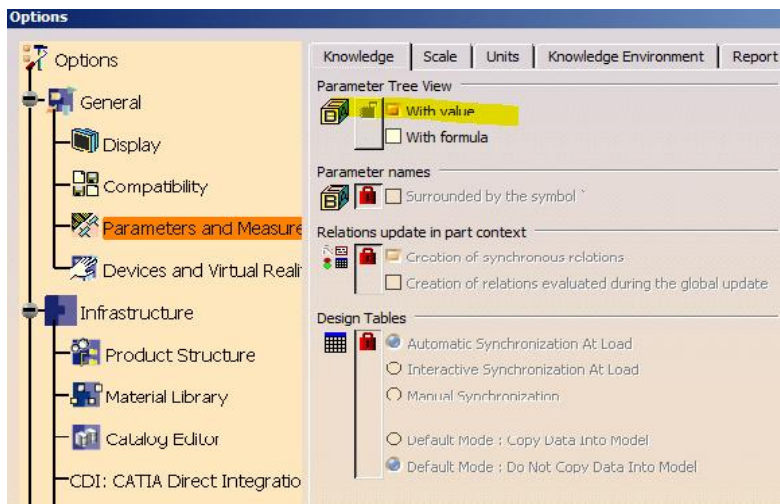 Options
Options
General
Display
Compatibility
Parameters and Measure
Devices and Virtual Reali
Infrastructure
Product Structure
Material Library
Catalog Editor
CDI: CATIA Direct Integratio
Knowledge Scale Units Knowledge Environment Report
Parameter Tree View
With value
With formula
Parameter names
Surrounded by the symbol `
Relations update in part context
Creation of synchronous relations
Creation of relations evaluated during the global update
Design Tables
Automatic Synchronization At Load
Interactive Synchronization At Load
Manual Synchronization
Default Mode : Copy Data Into Model
Default Mode : Do Not Copy Data Into Model